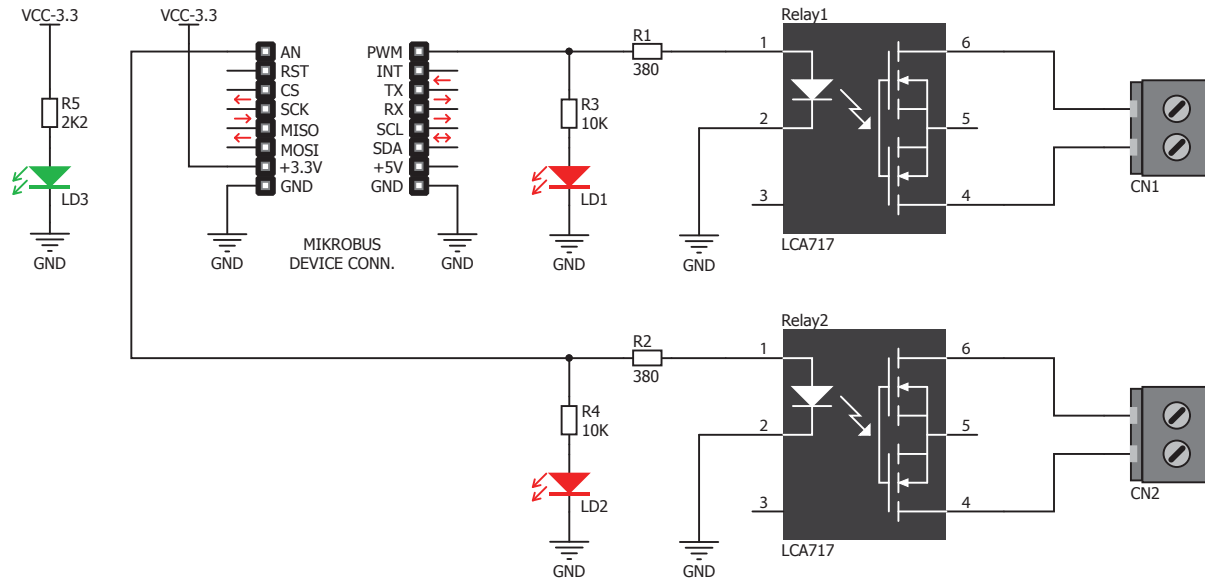 VCC-3.3
VCC-3.3
R5
2K2
LD3
GND
AN
RST
CS
SCK
MISO
MOSI
+3.3V
GND
PWM
INT
TX
RX
SCL
SDA
+5V
GND
GND
MIKROBUS
DEVICE CONN.
GND
R3
10K
LD1
GND
R1
380
Relay1
1
2
3
6
5
4
LCA717
GND
CN1
R2
380
R4
10K
LD2
GND
Relay2
1
2
3
6
5
4
LCA717
GND
CN2